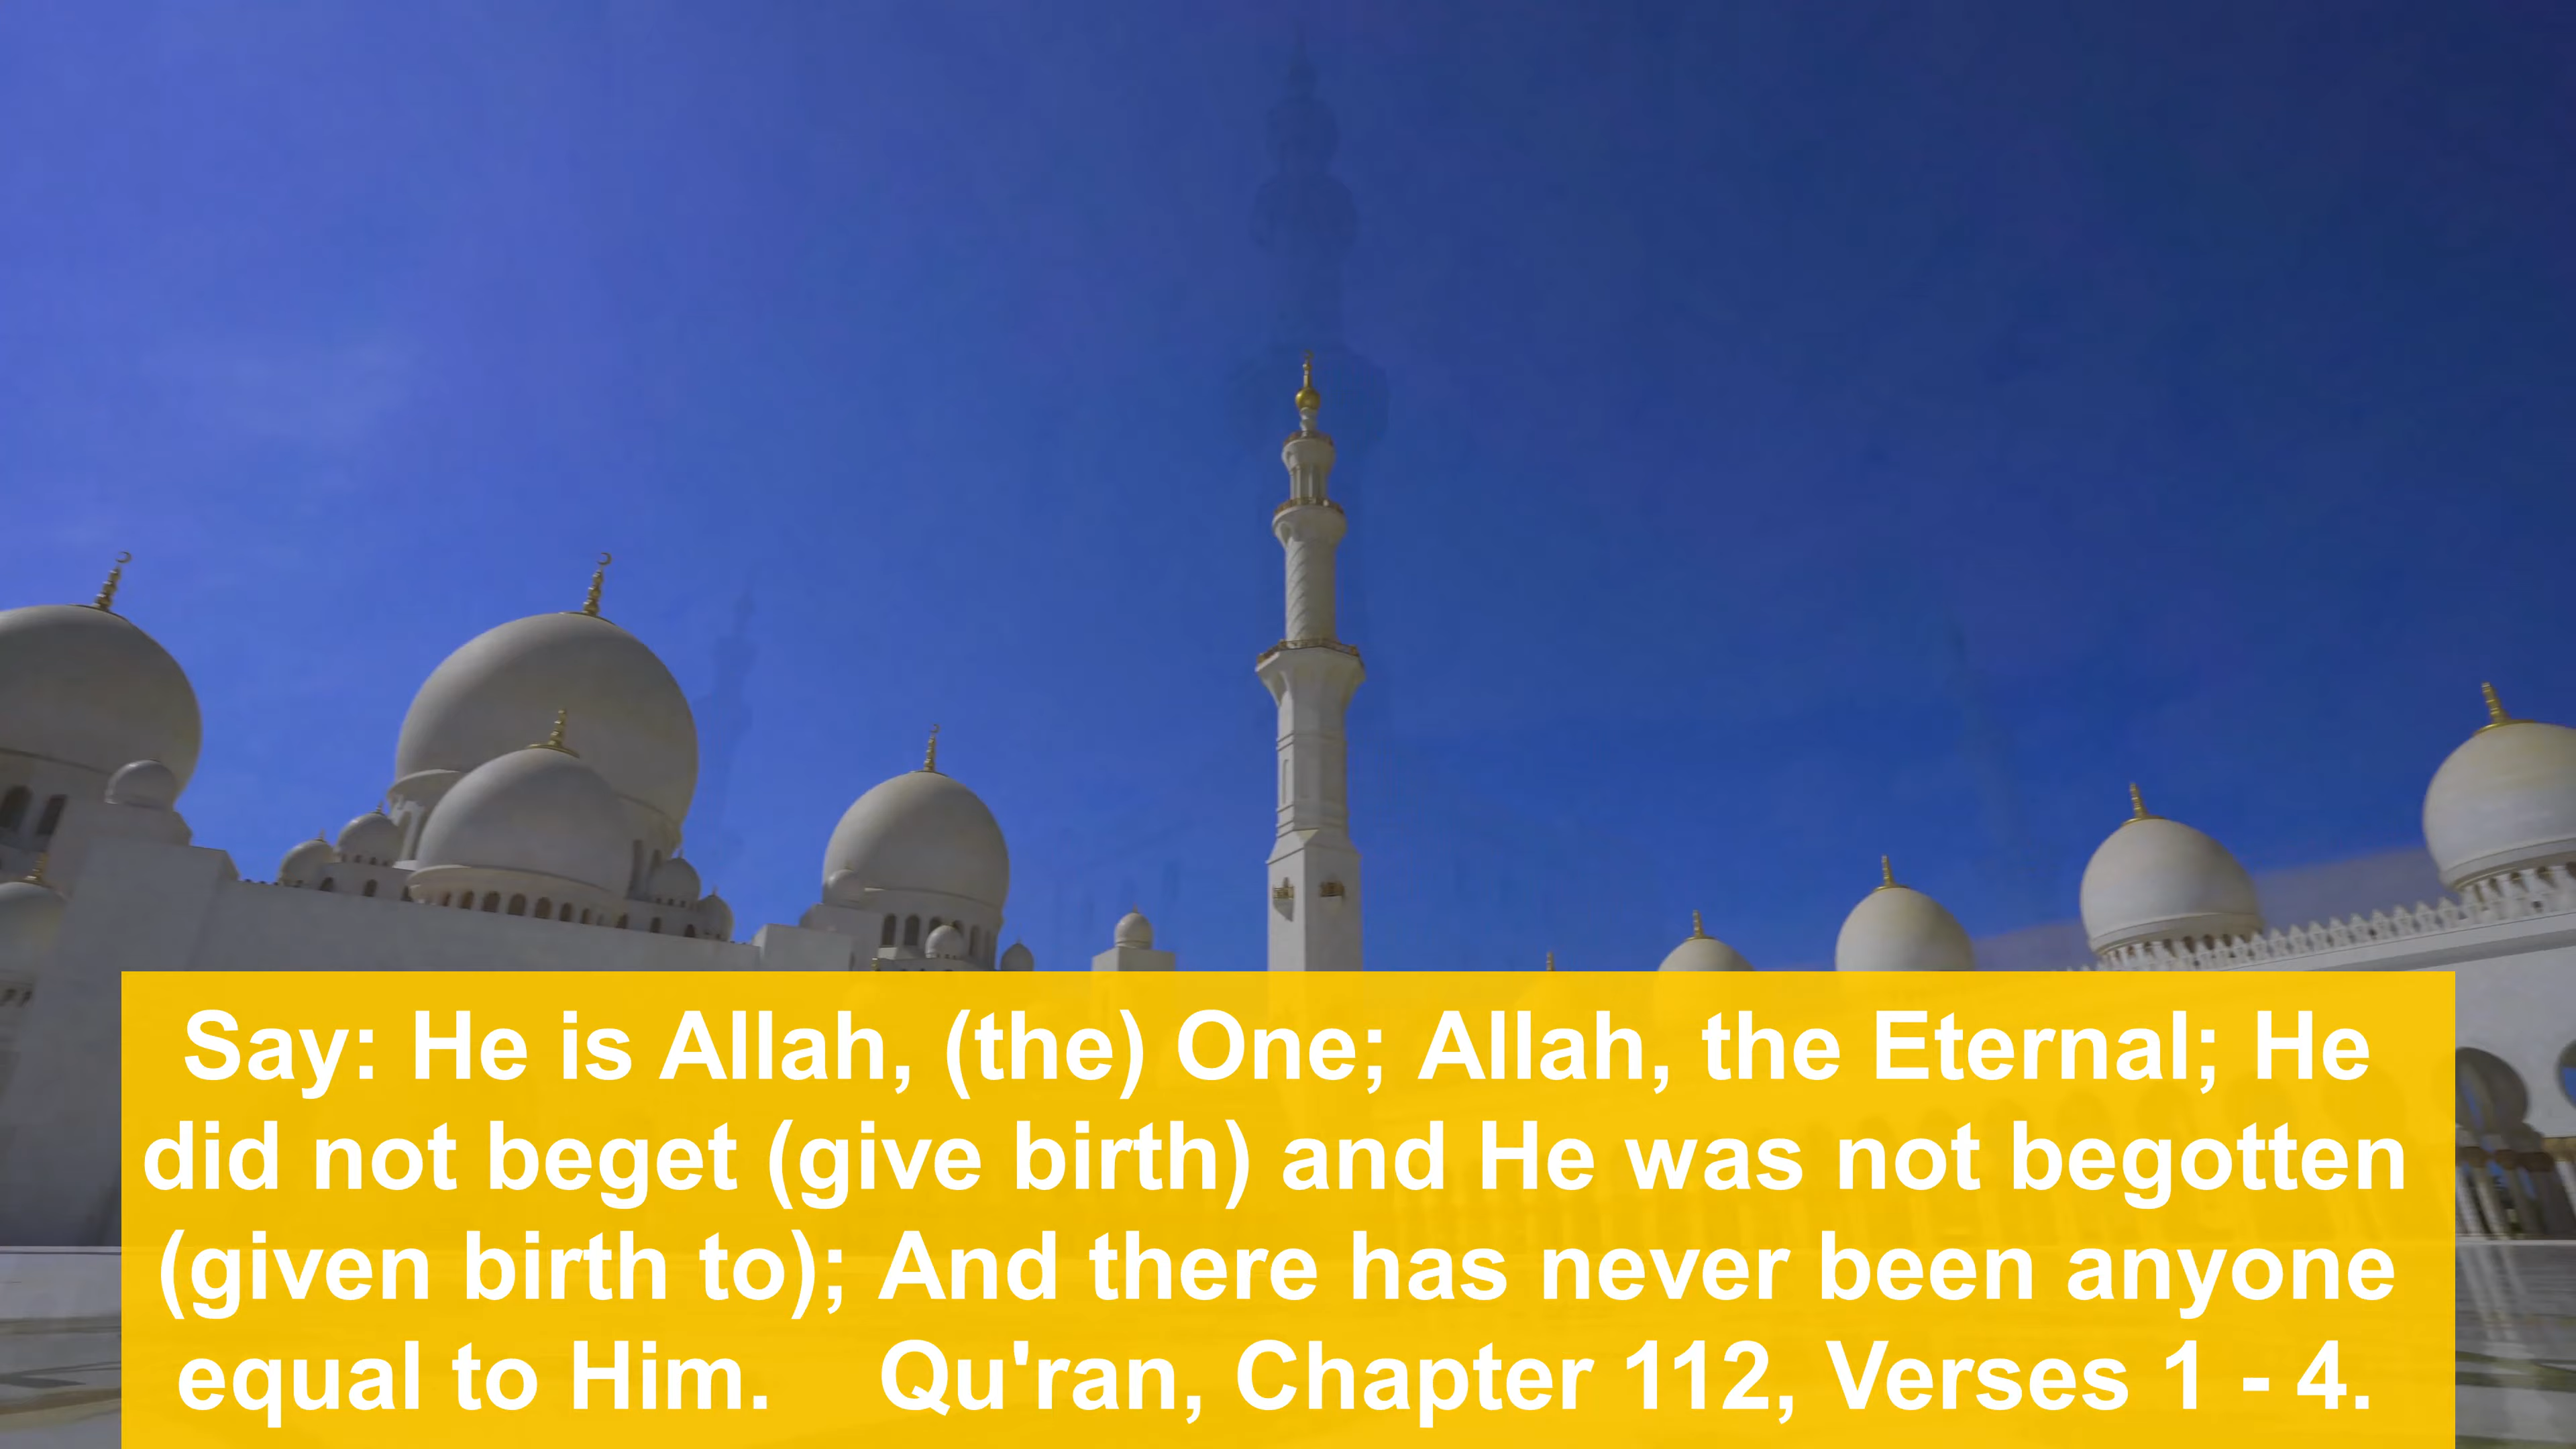 Say: He is Allah, (the) One; Allah, the Eternal; He
did not beget (give birth) and He was not begotten
(given birth to); And there has never been anyone
equal to Him. Qu'ran, Chapter 112, Verses 1 - 4.